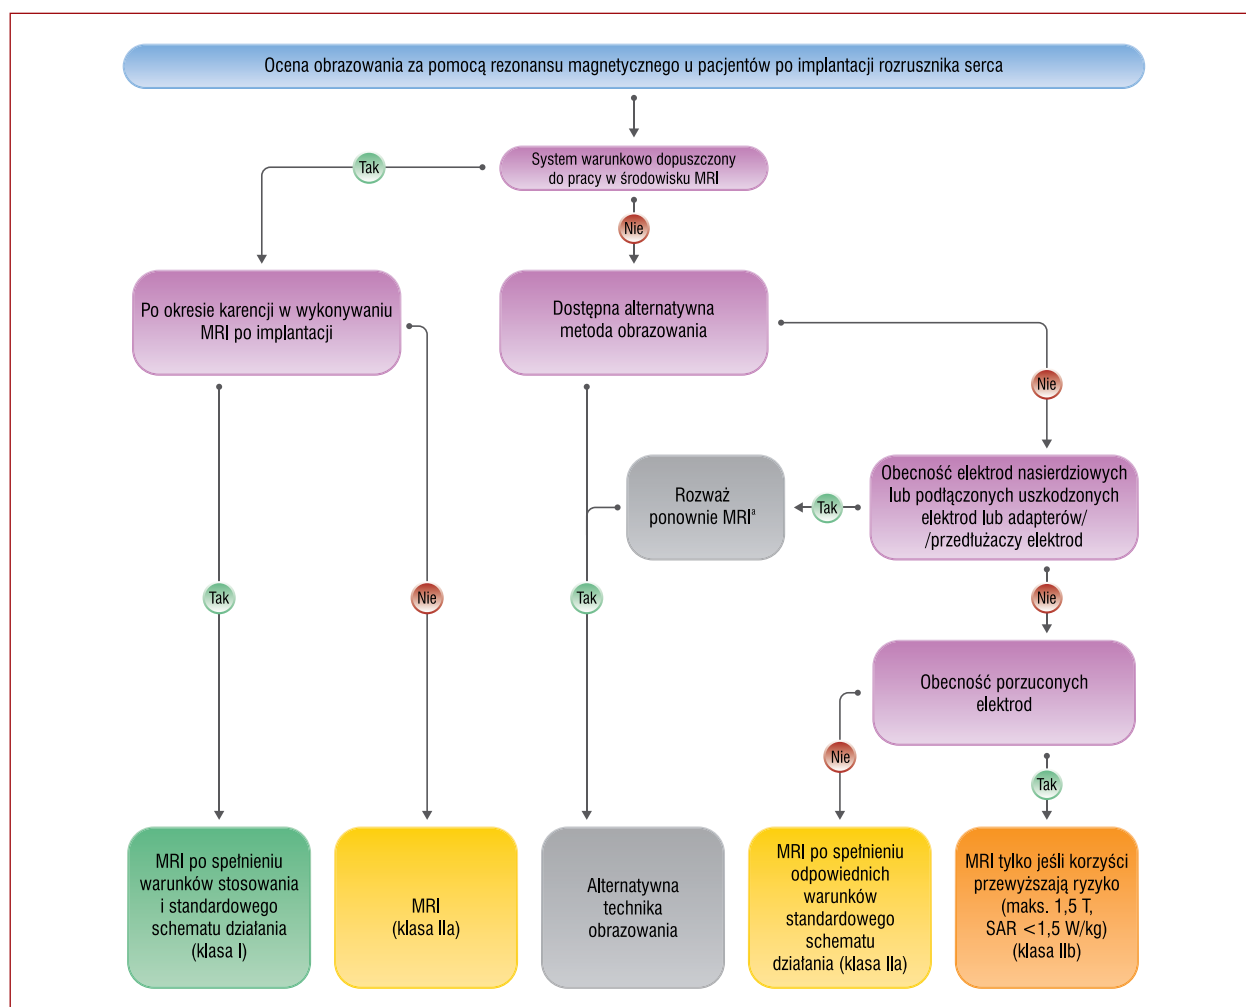 Ocena obrazowania za pomocą rezonansu magnetycznego u pacjentów po implantacji rozrusznika serca
System warunkowo dopuszczony
do pracy w środowisku MRI
Tak
Nie
Po okresie karencji w wykonywaniu
MRI po implantacji
Dostępna alternatywna
metoda obrazowania
Nie
Obecność elektrod nasierdziowych
lub podłączonych uszkodzonych
elektrod lub adapterów/
/przedłużaczy elektrod
Tak
Rozważ
ponownie MRIª
Tak
Nie
Tak
Nie
Obecność porzuconych
elektrod
Nie
Tak
MRI po spełnieniu
warunków stosowania
i standardowego
schematu działania
(klasa I)
MRI
(klasa IIa)
Alternatywna
technika
obrazowania
MRI po spełnieniu
odpowiednich
warunków
standardowego
schematu
działania (klasa IIa)
MRI tylko jeśli korzyści
przewyższają ryzyko
(maks. 1,5 T,
SAR <1,5 W/kg)
(klasa IIb)